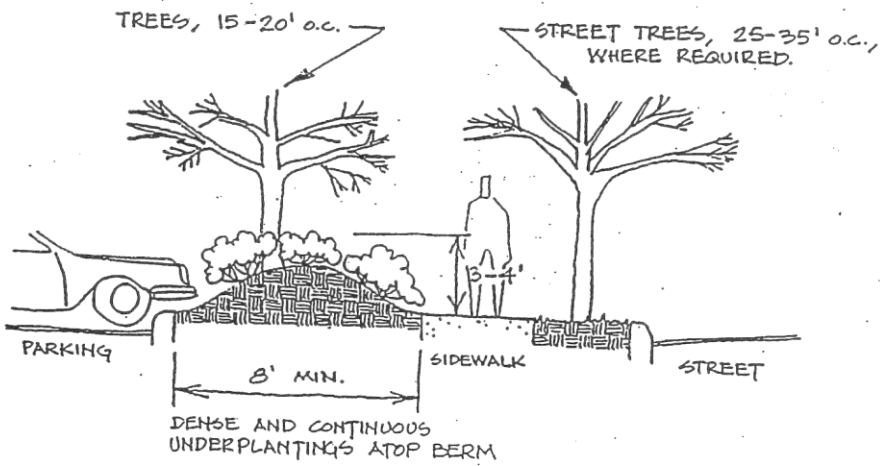 TREES, 15-20' o.c.
STREET TREES, 25-35' o.c.,
WHERE REQUIRED.
3-4'
PARKING
SIDEWALK
STREET
8' MIN.
DENSE AND CONTINUOUS
UNDERPLANTINGS ATOP BERM